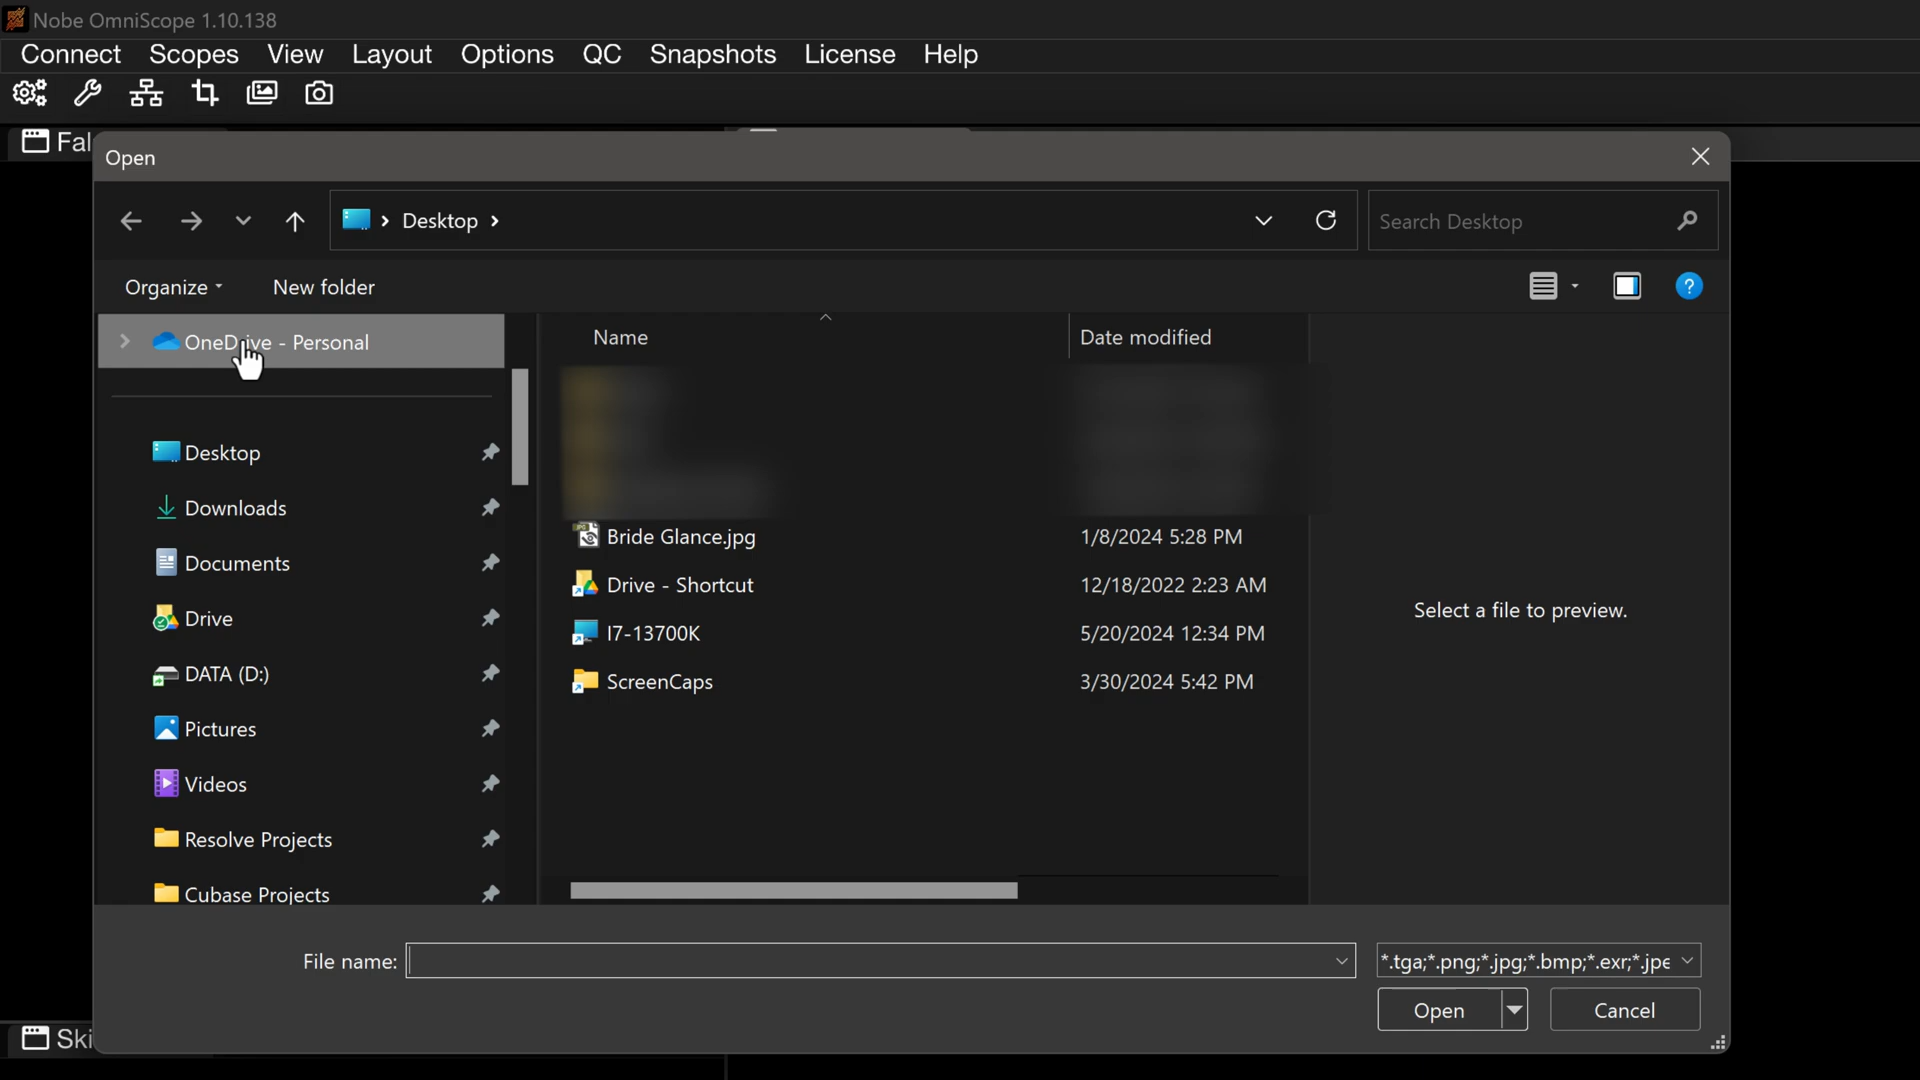 Nobe OmniScope 1.10.138
Connect Scopes View Layout Options QC Snapshots License Help
Fal
Open
Desktop
Search Desktop
Organize New folder
OneDrive - Personal
Name Date modified
Desktop
Downloads
Documents
Drive
DATA (D:)
Pictures
Videos
Resolve Projects
Cubase Projects
Bride Glance.jpg 1/8/2024 5:28 PM
Drive - Shortcut 12/18/2022 2:23 AM
I7-13700K 5/20/2024 12:34 PM
ScreenCaps 3/30/2024 5:42 PM
Select a file to preview.
File name: *.tga;*.png;*.jpg;*.bmp;*.exr;*.jpe
Open Cancel
Ski